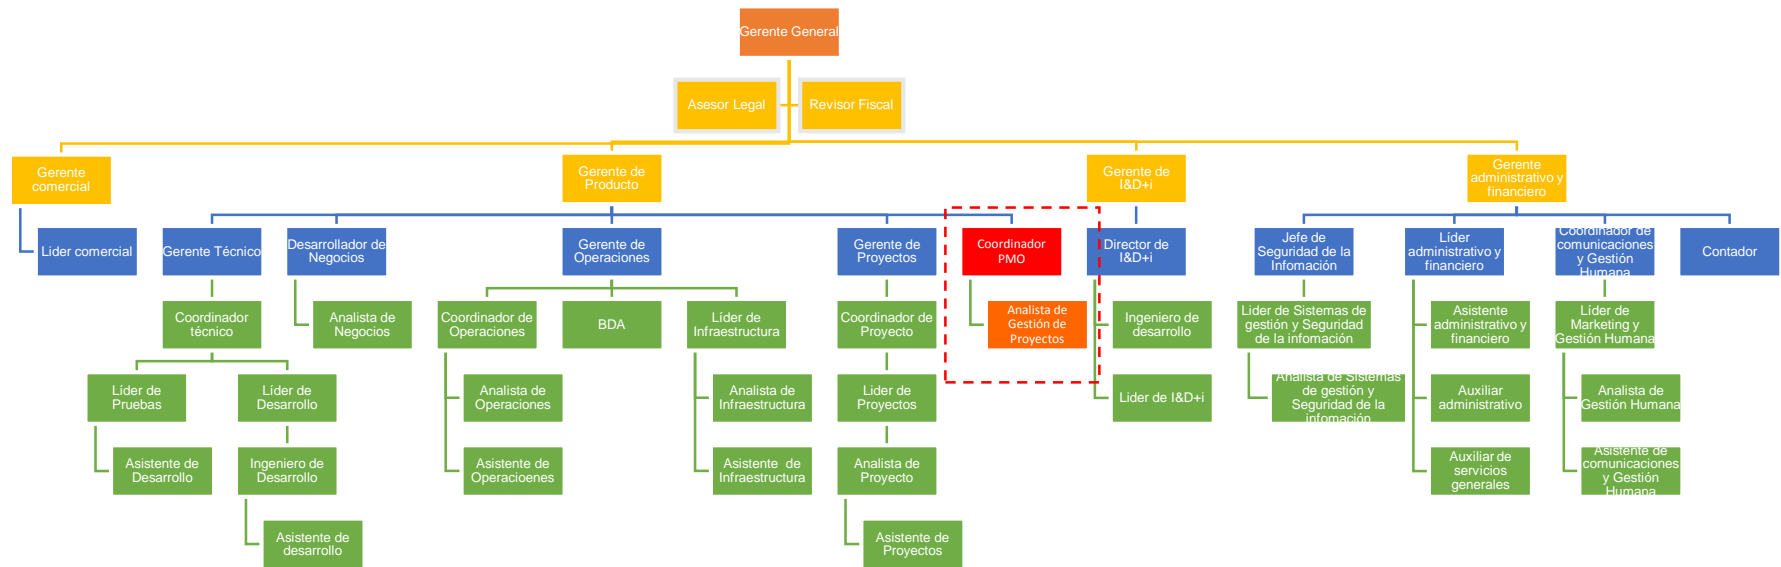 Gerente General
Asesor Legal
Revisor Fiscal
Gerente
comercial
Gerente de
Producto
Gerente de
I&D+i
Gerente
administrativo y
financiero
Lider comercial
Gerente Técnico
Desarrollador de
Negocios
Gerente de
Operaciones
Gerente de
Proyectos
Coordinador
PMO
Director de
I&D+i
Jefe de
Seguridad de la
Infomación
Líder
administrativo y
financiero
Coordinador de
comunicaciones
y Gestión
Humana
Contador
Coordinador
técnico
Analista de
Negocios
Coordinador de
Operaciones
BDA
Líder de
Infraestructura
Coordinador de
Proyecto
Analista de
Gestión de
Proyectos
Ingeniero de
desarrollo
Lider de Sistemas de
gestión y Seguridad
de la infomación
Asistente
administrativo y
financiero
Líder de
Marketing y
Gestión Humana
Líder de
Pruebas
Líder de
Desarrollo
Analista de
Operaciones
Analista de
Infraestructura
Lider de
Proyectos
Lider de I&D+i
Analista de Sistemas
de gestión y
Seguridad de la
infomación
Auxiliar
administrativo
Analista de
Gestión Humana
Asistente de
Desarrollo
Ingeniero de
Desarrollo
Asistente de
Operacioenes
Asistente de
Infraestructura
Analista de
Proyecto
Auxiliar de
servicios
generales
Asistente de
comunicaciones
y Gestión
Humana
Asistente de
desarrollo
Asistente de
Proyectos